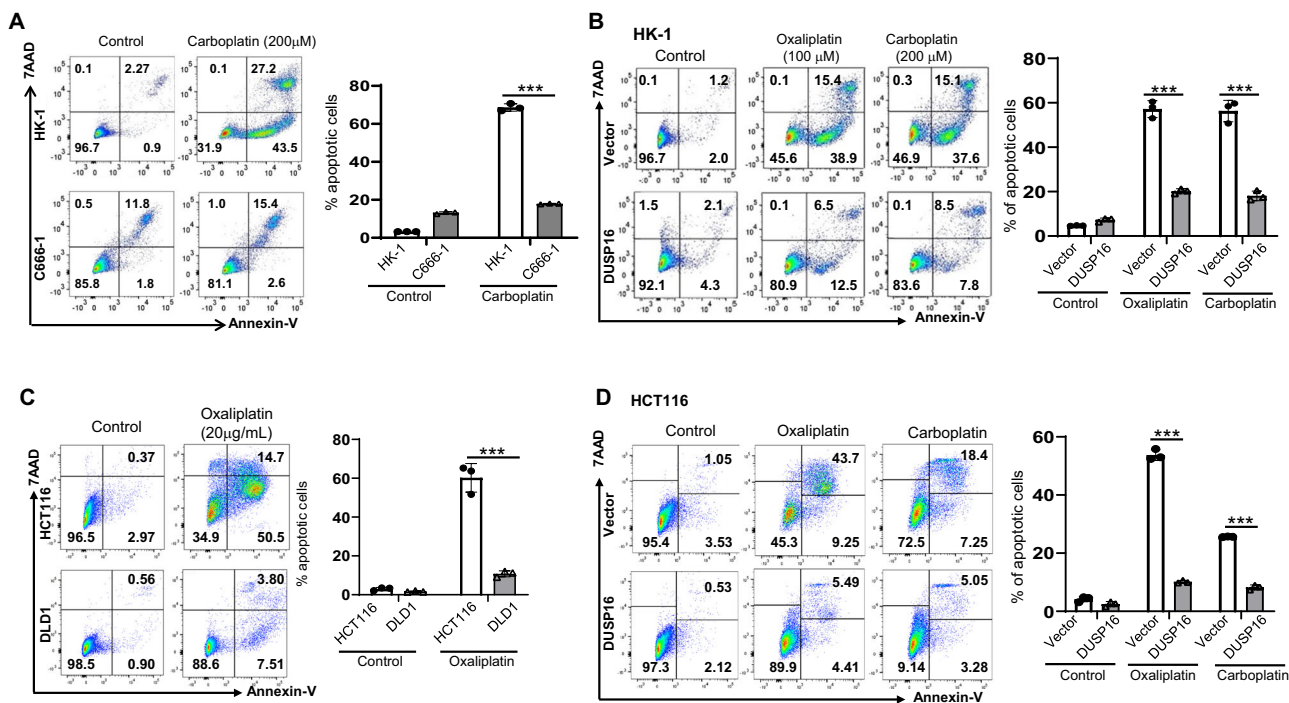 A
Control
Carboplatin (200μM)
7AAD
0.1 2.27
0.1 27.2
HK-1
96.7 0.9
31.9 43.5
0.5 11.8
1.0 15.4
C666-1
85.8 1.8
81.1 2.6
Annexin-V
% apoptotic cells
80
60
40
20
0
***
HK-1 C666-1 HK-1 C666-1
Control Carboplatin
B
HK-1
Control
Oxaliplatin
(100 μM)
Carboplatin
(200 μM)
7AAD
0.1 1.2
0.1 15.4
0.3 15.1
Vector
96.7 2.0
45.6 38.9
46.9 37.6
1.5 2.1
0.1 6.5
0.1 8.5
DUSP16
92.1 4.3
80.9 12.5
83.6 7.8
Annexin-V
% of apoptotic cells
80
60
40
20
0
*** ***
Vector DUSP16 Vector DUSP16 Vector DUSP16
Control Oxaliplatin Carboplatin
C
Control
Oxaliplatin
(20μg/mL)
7AAD
0.37
14.7
HCT116
96.5 2.97
34.9 50.5
0.56
3.80
DLD1
98.5 0.90
88.6 7.51
Annexin-V
% apoptotic cells
80
60
40
20
0
***
HCT116 DLD1 HCT116 DLD1
Control Oxaliplatin
D
HCT116
Control
Oxaliplatin
Carboplatin
7AAD
1.05
43.7
18.4
Vector
95.4 3.53
45.3 9.25
72.5 7.25
0.53
5.49
5.05
DUSP16
97.3 2.12
89.9 4.41
9.14 3.28
Annexin-V
% of apoptotic cells
60
40
20
0
*** ***
Vector DUSP16 Vector DUSP16 Vector DUSP16
Control Oxaliplatin Carboplatin